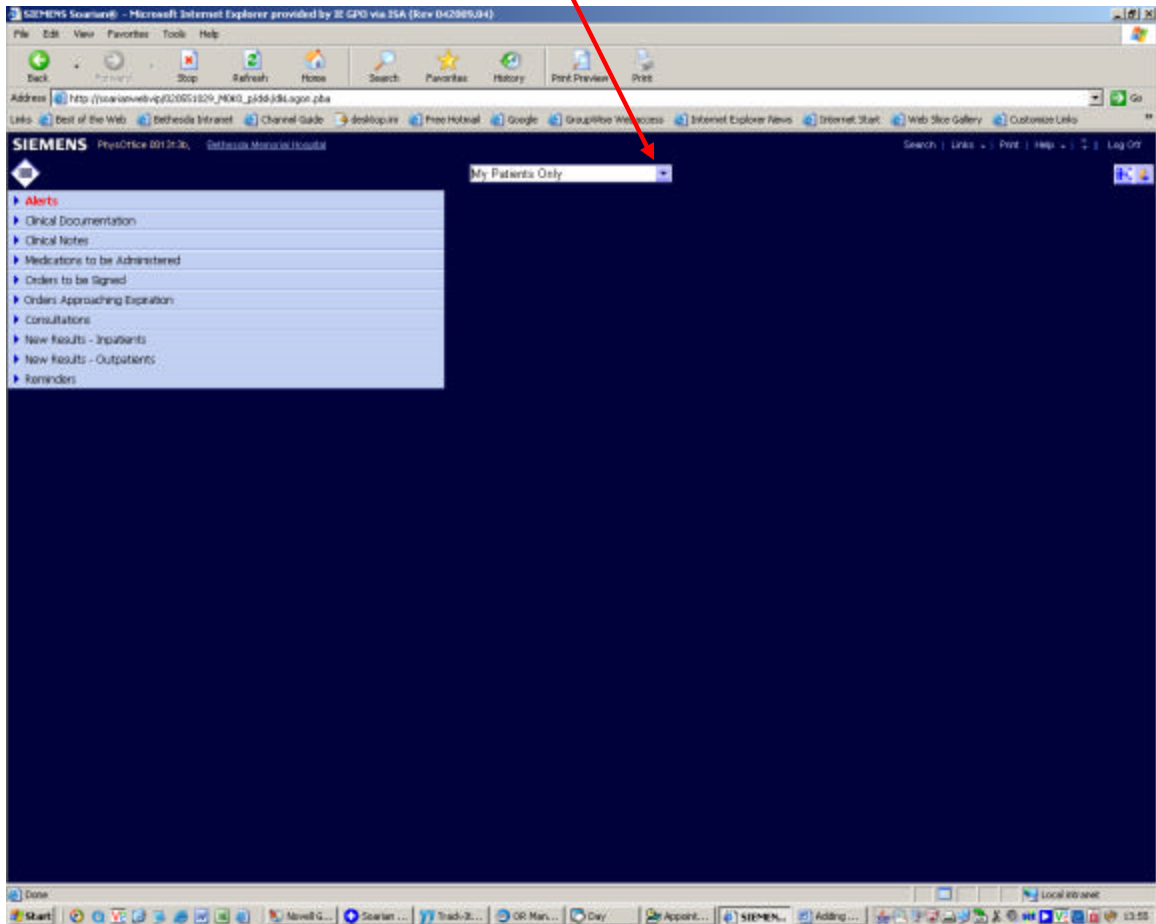 SIEMENS Soarian® - Microsoft Internet Explorer provided by IE GPO via ISA (Rev 042009.04)
File Edit View Favorites Tools Help
Back Forward Stop Refresh Home Search Favorites History Print Preview Print
Address Go
Links Best of the Web Bethesda Intranet Channel Guide desktop.ini Free Hotmail Google GroupWise WebAccess Internet Explorer News Internet Start Web Slice Gallery Customize Links
SIEMENS Bethesda Memorial Hospital Search | Links | Print | Help | Log Off
My Patients Only
Alerts
Clinical Documentation
Clinical Notes
Medications to be Administered
Orders to be Signed
Orders Approaching Expiration
Consultations
New Results - Inpatients
New Results - Outpatients
Reminders
Done Local intranet
Start Novell G... Soarian ... OR Man... Day Appoint... SIEMEN... Adding ...